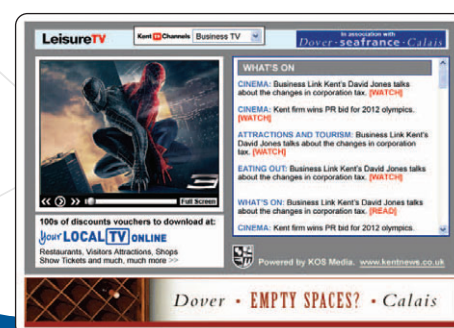 LeisureTV
Kent TV Channels Business TV
In association with
Dover · seafrance · Calais
WHAT'S ON
CINEMA: Business Link Kent's David Jones talks
about the changes in corporation tax. [WATCH]
CINEMA: Kent firm wins PR bid for 2012 olympics.
[WATCH]
ATTRACTIONS AND TOURISM: Business Link Kent's
David Jones talks about the changes in corporation
tax. [WATCH]
EATING OUT: Business Link Kent's David Jones talks
about the changes in corporation tax. [WATCH]
WHAT'S ON: Business Link Kent's David Jones talks
about the changes in corporation tax. [READ]
CINEMA: Kent firm wins PR bid for 2012 olympics.
3
Full Screen
100s of discounts vouchers to download at:
Your LOCAL TV ONLINE
Restaurants, Visitors Attractions, Shops
Show Tickets and much, much more >>
Powered by KOS Media. www.kentnews.co.uk
Dover · EMPTY SPACES? · Calais